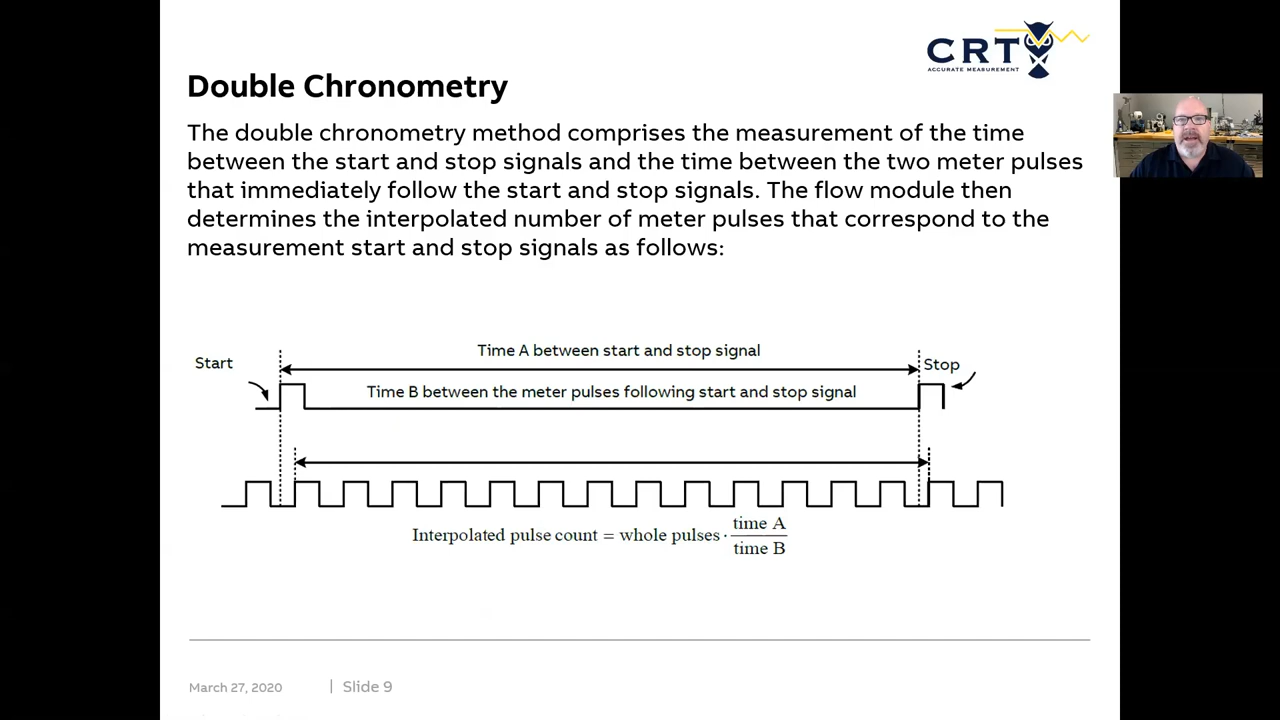 CRT
ACCURATE MEASUREMENT
Double Chronometry
The double chronometry method comprises the measurement of the time
between the start and stop signals and the time between the two meter pulses
that immediately follow the start and stop signals. The flow module then
determines the interpolated number of meter pulses that correspond to the
measurement start and stop signals as follows:
Time A between start and stop signal
Start
Stop
Time B between the meter pulses following start and stop signal
Interpolated pulse count = whole pulses · time A
time B
March 27, 2020 | Slide 9